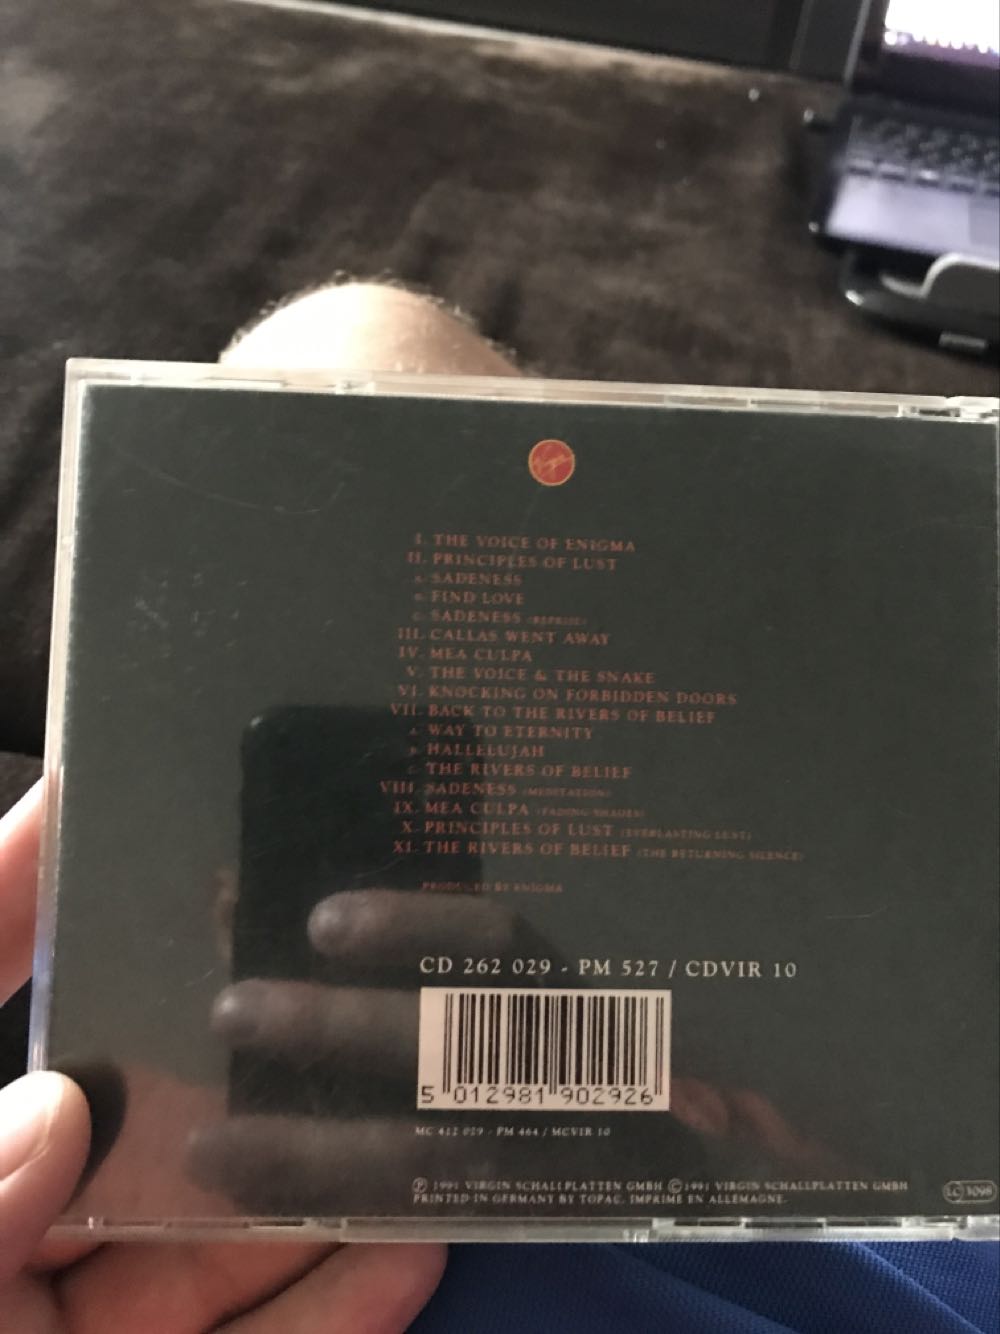 Virgin
I. THE VOICE OF ENIGMA
II. PRINCIPLES OF LUST
A. SADENESS
B. FIND LOVE
C. SADENESS (REPRISE)
III. CALLAS WENT AWAY
IV. MEA CULPA
V. THE VOICE & THE SNAKE
VI. KNOCKING ON FORBIDDEN DOORS
VII. BACK TO THE RIVERS OF BELIEF
A. WAY TO ETERNITY
B. HALLELUJAH
C. THE RIVERS OF BELIEF
VIII. SADENESS (MEDITATION)
IX. MEA CULPA (FADING SHADES)
X. PRINCIPLES OF LUST (EVERLASTING LUST)
XI. THE RIVERS OF BELIEF (THE RETURNING SILENCE)
PRODUCED BY ENIGMA
CD 262 029 - PM 527 / CDVIR 10
5 012981 902926
MC 412 029 - PM 464 / MCVIR 10
Ⓟ 1991 VIRGIN SCHALLPLATTEN GMBH © 1991 VIRGIN SCHALLPLATTEN GMBH
PRINTED IN GERMANY BY TOPAC. IMPRIME EN ALLEMAGNE.
LC 3098